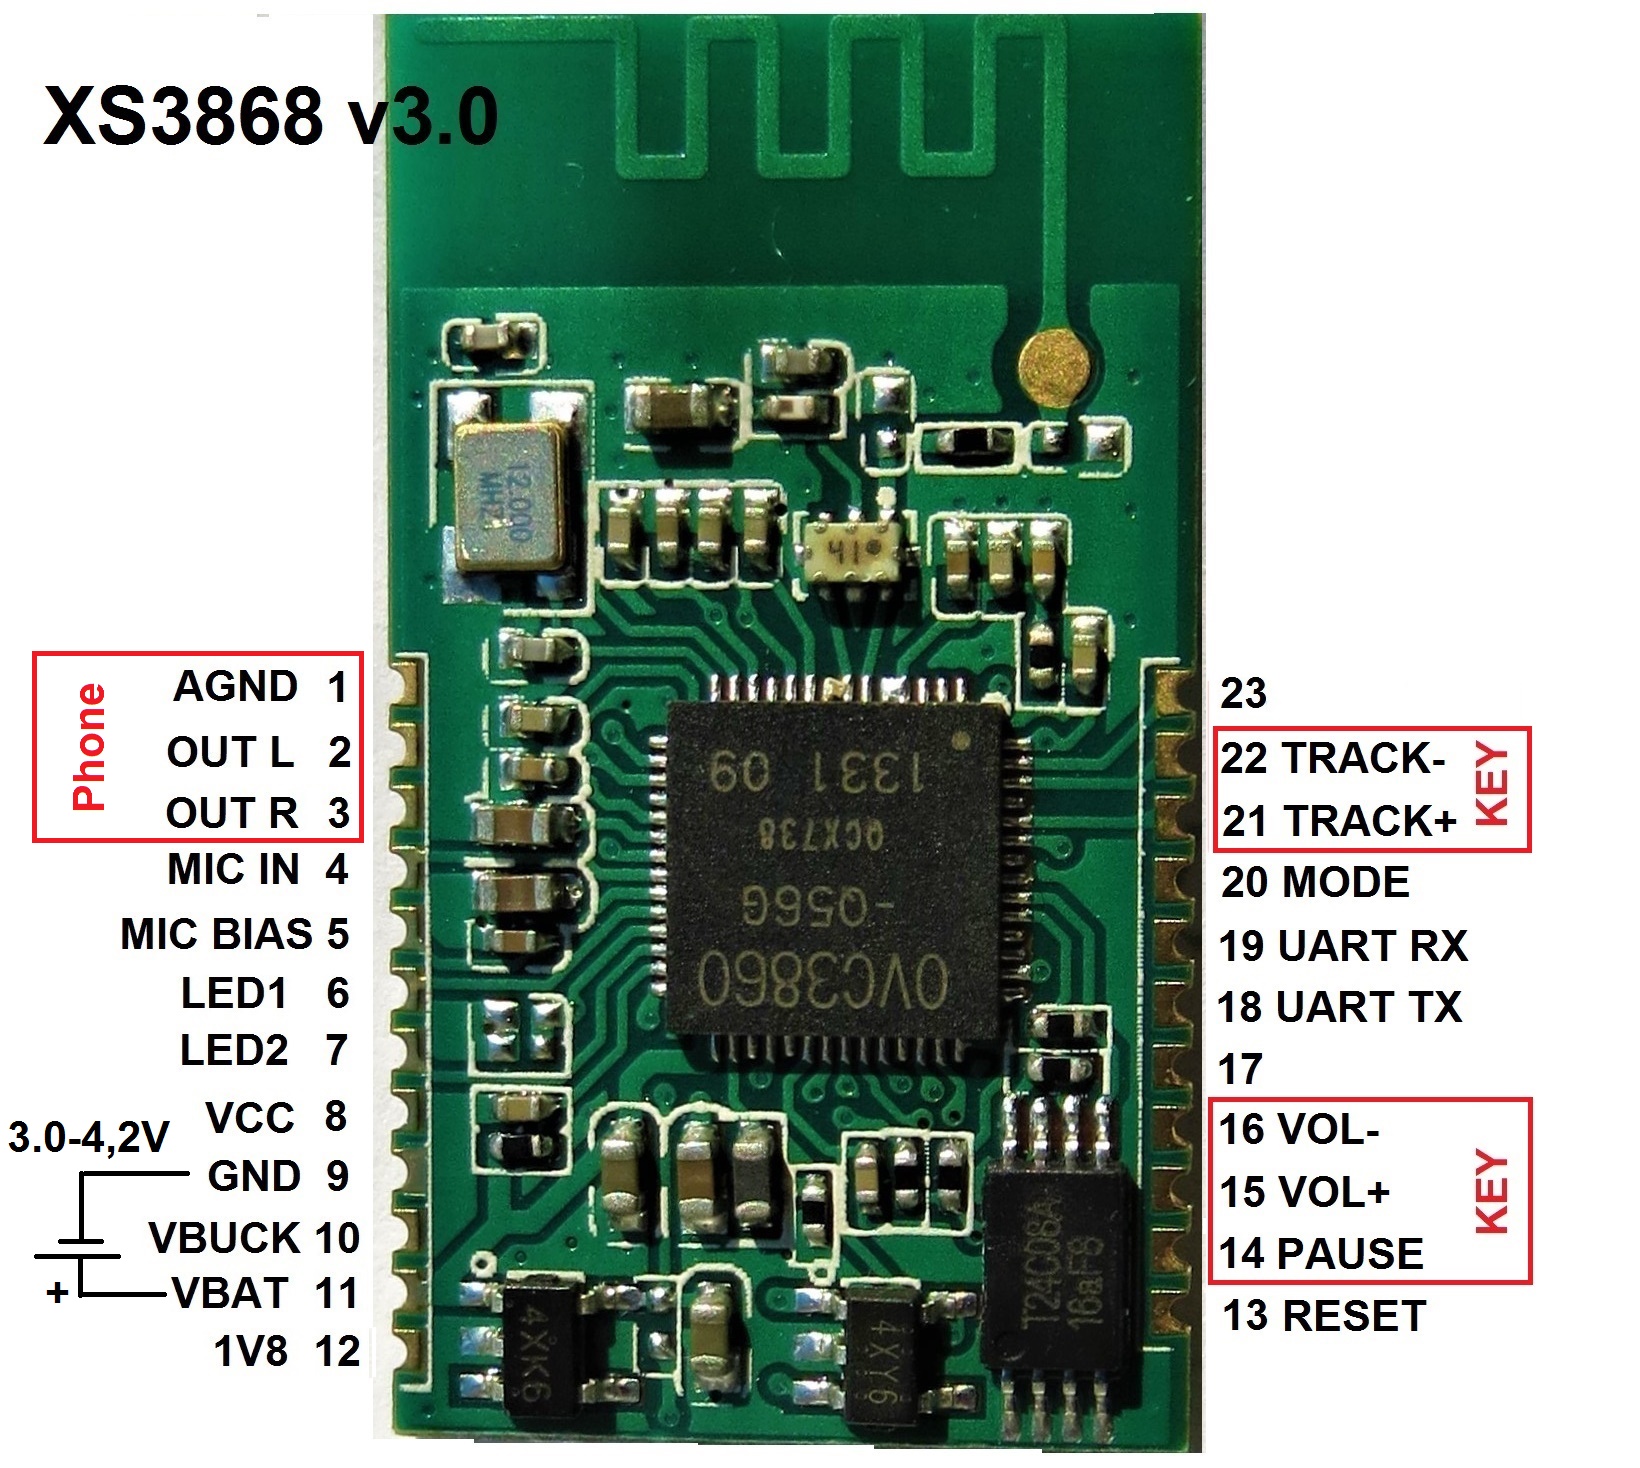 XS3868 v3.0
12.000
MHZ1
41
Phone
AGND 1
OUT L 2
OUT R 3
MIC IN 4
MIC BIAS 5
LED1 6
LED2 7
VCC 8
3.0-4,2V
GND 9
VBUCK 10
+
VBAT 11
1V8 12
1331 09
QCX738
-Q56G
OVC3860
4XK6
4XY6
T24C08A
16aF8
23
22 TRACK-
21 TRACK+
KEY
20 MODE
19 UART RX
18 UART TX
17
16 VOL-
15 VOL+
14 PAUSE
KEY
13 RESET